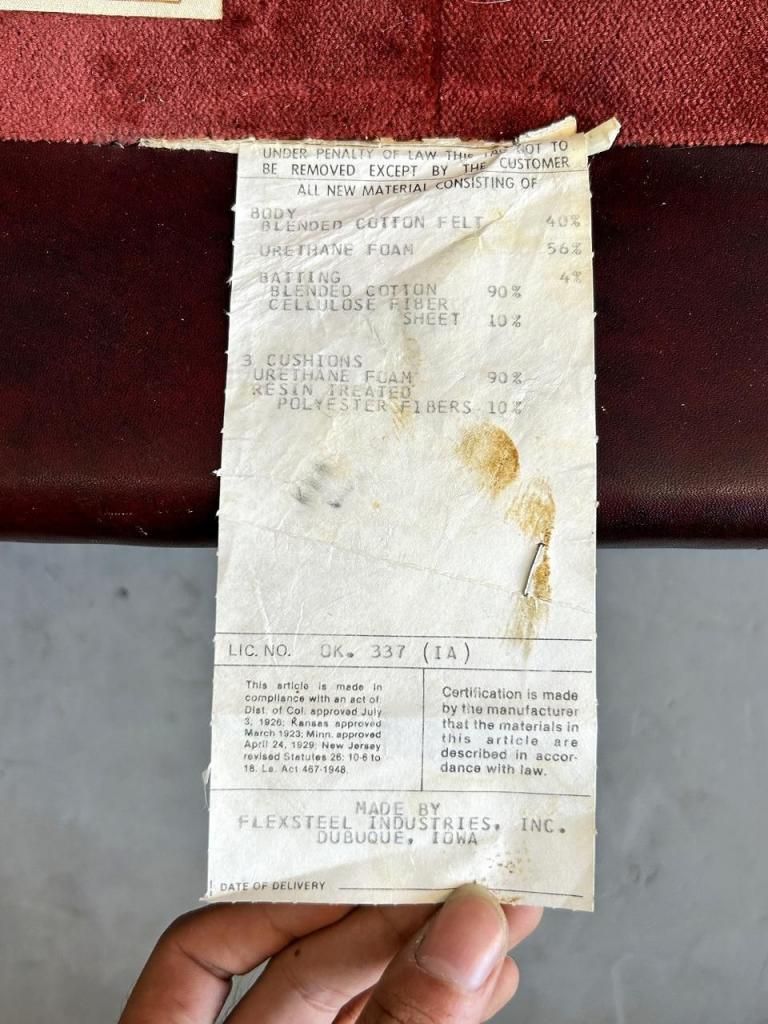 UNDER PENALTY OF LAW THIS TAG NOT TO
BE REMOVED EXCEPT BY THE CUSTOMER
ALL NEW MATERIAL CONSISTING OF
BODY
BLENDED COTTON FELT 40%
URETHANE FOAM 56%
BATTING 4%
BLENDED COTTON 90%
CELLULOSE FIBER
SHEET 10%
3 CUSHIONS
URETHANE FOAM 90%
RESIN TREATED
POLYESTER FIBERS 10%
LIC. NO. OK. 337 (IA)
This article is made in
compliance with an act of
Dist. of Col. approved July
3, 1926; Kansas approved
March 1923; Minn. approved
April 24, 1929; New Jersey
revised Statutes 26: 10-6 to
18. La. Act 467-1948.
Certification is made
by the manufacturer
that the materials in
this article are
described in accor-
dance with law.
MADE BY
FLEXSTEEL INDUSTRIES, INC.
DUBUQUE, IOWA
DATE OF DELIVERY